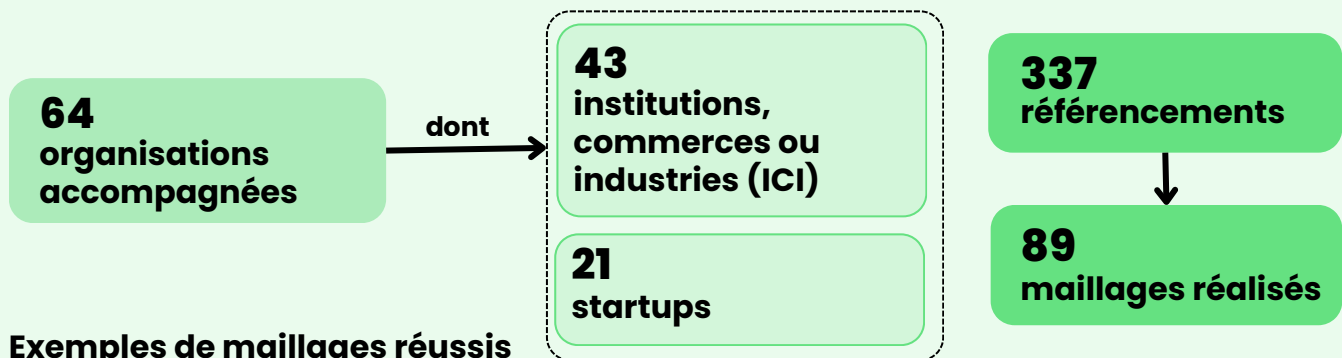 64
organisations
accompagnées
dont
43
institutions,
commerces ou
industries (ICI)
21
startups
337
référencements
89
maillages réalisés
Exemples de maillages réussis